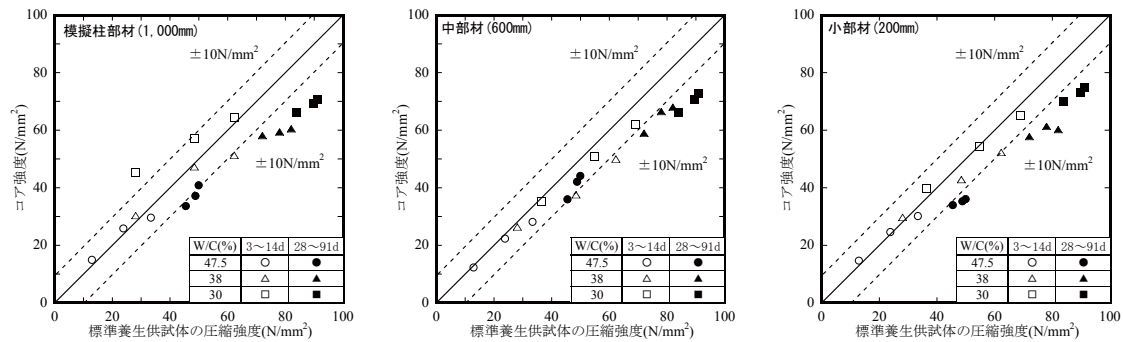 模擬柱部材(1,000mm)
±10N/mm²
±10N/mm²
コア強度(N/mm²)
100
80
60
40
20
0
0 20 40 60 80 100
標準養生供試体の圧縮強度(N/mm²)
W/C(%) 3～14d 28～91d
47.5 ○ ●
38 △ ▲
30 □ ■
中部材(600mm)
±10N/mm²
±10N/mm²
コア強度(N/mm²)
100
80
60
40
20
0
0 20 40 60 80 100
標準養生供試体の圧縮強度(N/mm²)
W/C(%) 3～14d 28～91d
47.5 ○ ●
38 △ ▲
30 □ ■
小部材(200mm)
±10N/mm²
±10N/mm²
コア強度(N/mm²)
100
80
60
40
20
0
0 20 40 60 80 100
標準養生供試体の圧縮強度(N/mm²)
W/C(%) 3～14d 28～91d
47.5 ○ ●
38 △ ▲
30 □ ■